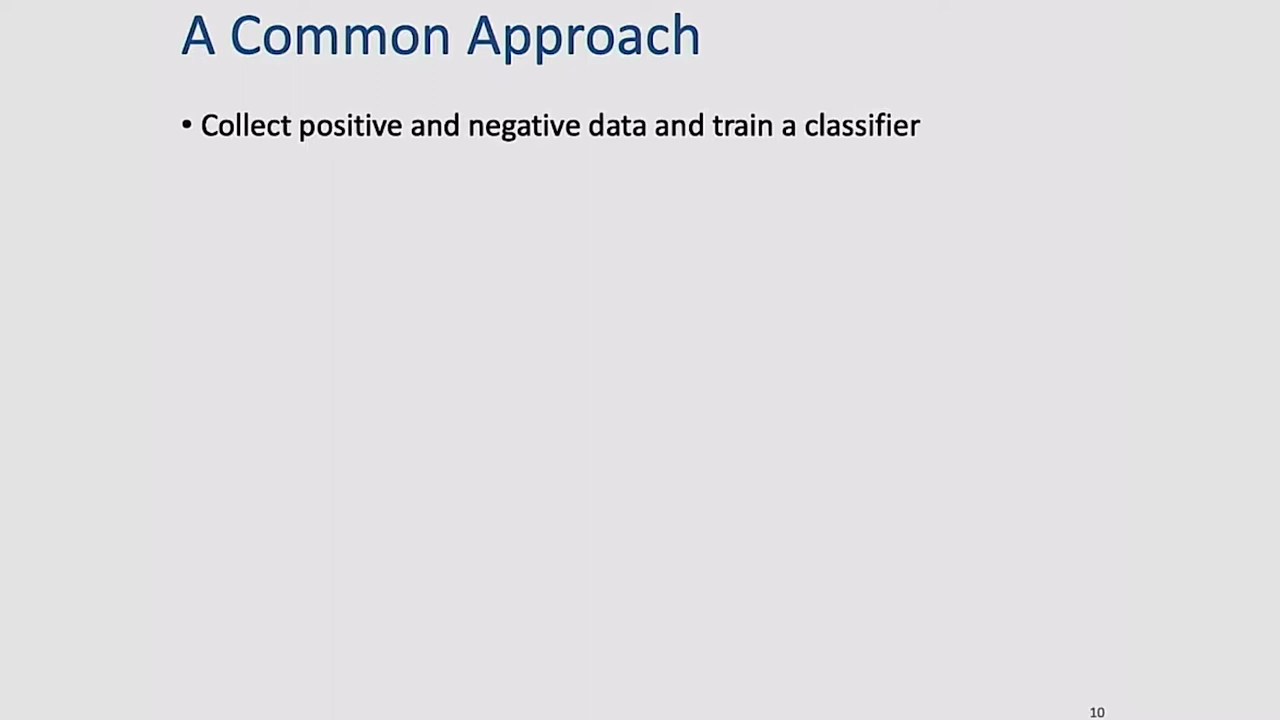 A Common Approach
• Collect positive and negative data and train a classifier
10